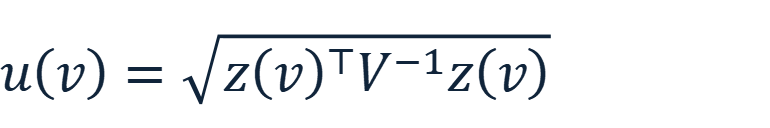 u(v) = √(z(v)ᵀV⁻¹z(v))